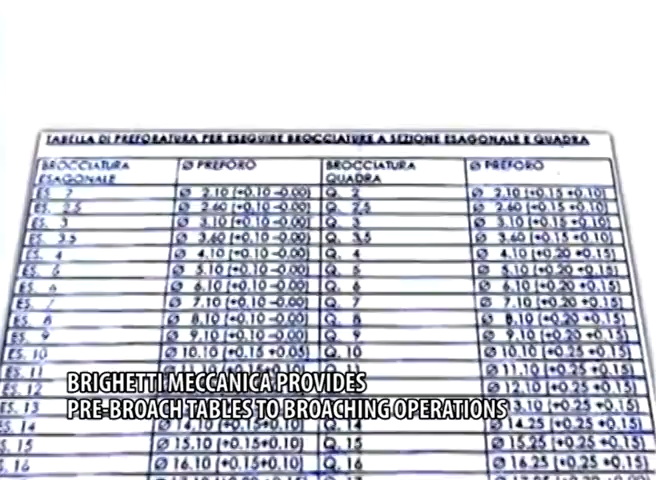 TABELLA DI PREFORATURA PER ESEGUIRE BROCCIATURE A SEZIONE ESAGONALE E QUADRA
BROCCIATURA ESAGONALE Ø PREFORO BROCCIATURA QUADRA Ø PREFORO
ES. 2 Ø 2.10 (+0.10 -0.00) Q. 2 Ø 2.10 (+0.15 +0.10)
ES. 2.5 Ø 2.60 (+0.10 -0.00) Q. 2,5 Ø 2.60 (+0.15 +0.10)
ES. 3 Ø 3.10 (+0.10 -0.00) Q. 3 Ø 3.10 (+0.15 +0.10)
ES. 3.5 Ø 3.60 (+0.10 -0.00) Q. 3,5 Ø 3.60 (+0.15 +0.10)
ES. 4 Ø 4.10 (+0.10 -0.00) Q. 4 Ø 4.10 (+0.20 +0.15)
ES. 5 Ø 5.10 (+0.10 -0.00) Q. 5 Ø 5.10 (+0.20 +0.15)
ES. 6 Ø 6.10 (+0.10 -0.00) Q. 6 Ø 6.10 (+0.20 +0.15)
ES. 7 Ø 7.10 (+0.10 -0.00) Q. 7 Ø 7.10 (+0.20 +0.15)
ES. 8 Ø 8.10 (+0.10 -0.00) Q. 8 Ø 8.10 (+0.20 +0.15)
ES. 9 Ø 9.10 (+0.10 -0.00) Q. 9 Ø 9.10 (+0.20 +0.15)
ES. 10 Ø 10.10 (+0.15 +0.05) Q. 10 Ø 10.10 (+0.25 +0.15)
ES. 11 Ø 11.10 (+0.25 +0.15)
ES. 12 Ø 12.10 (+0.25 +0.15)
BRIGHETTI MECCANICA PROVIDES
ES. 13 3.10 (+0.25 +0.15)
PRE-BROACH TABLES TO BROACHING OPERATIONS
ES. 14 Ø 14.10 (+0.15+0.10) Q. 14 Ø 14.25 (+0.25 +0.15)
ES. 15 Ø 15.10 (+0.15+0.10) Q. 15 Ø 15.25 (+0.25 +0.15)
ES. 16 Ø 16.10 (+0.15+0.10) Q. 16 Ø 16.25 (+0.25 +0.15)